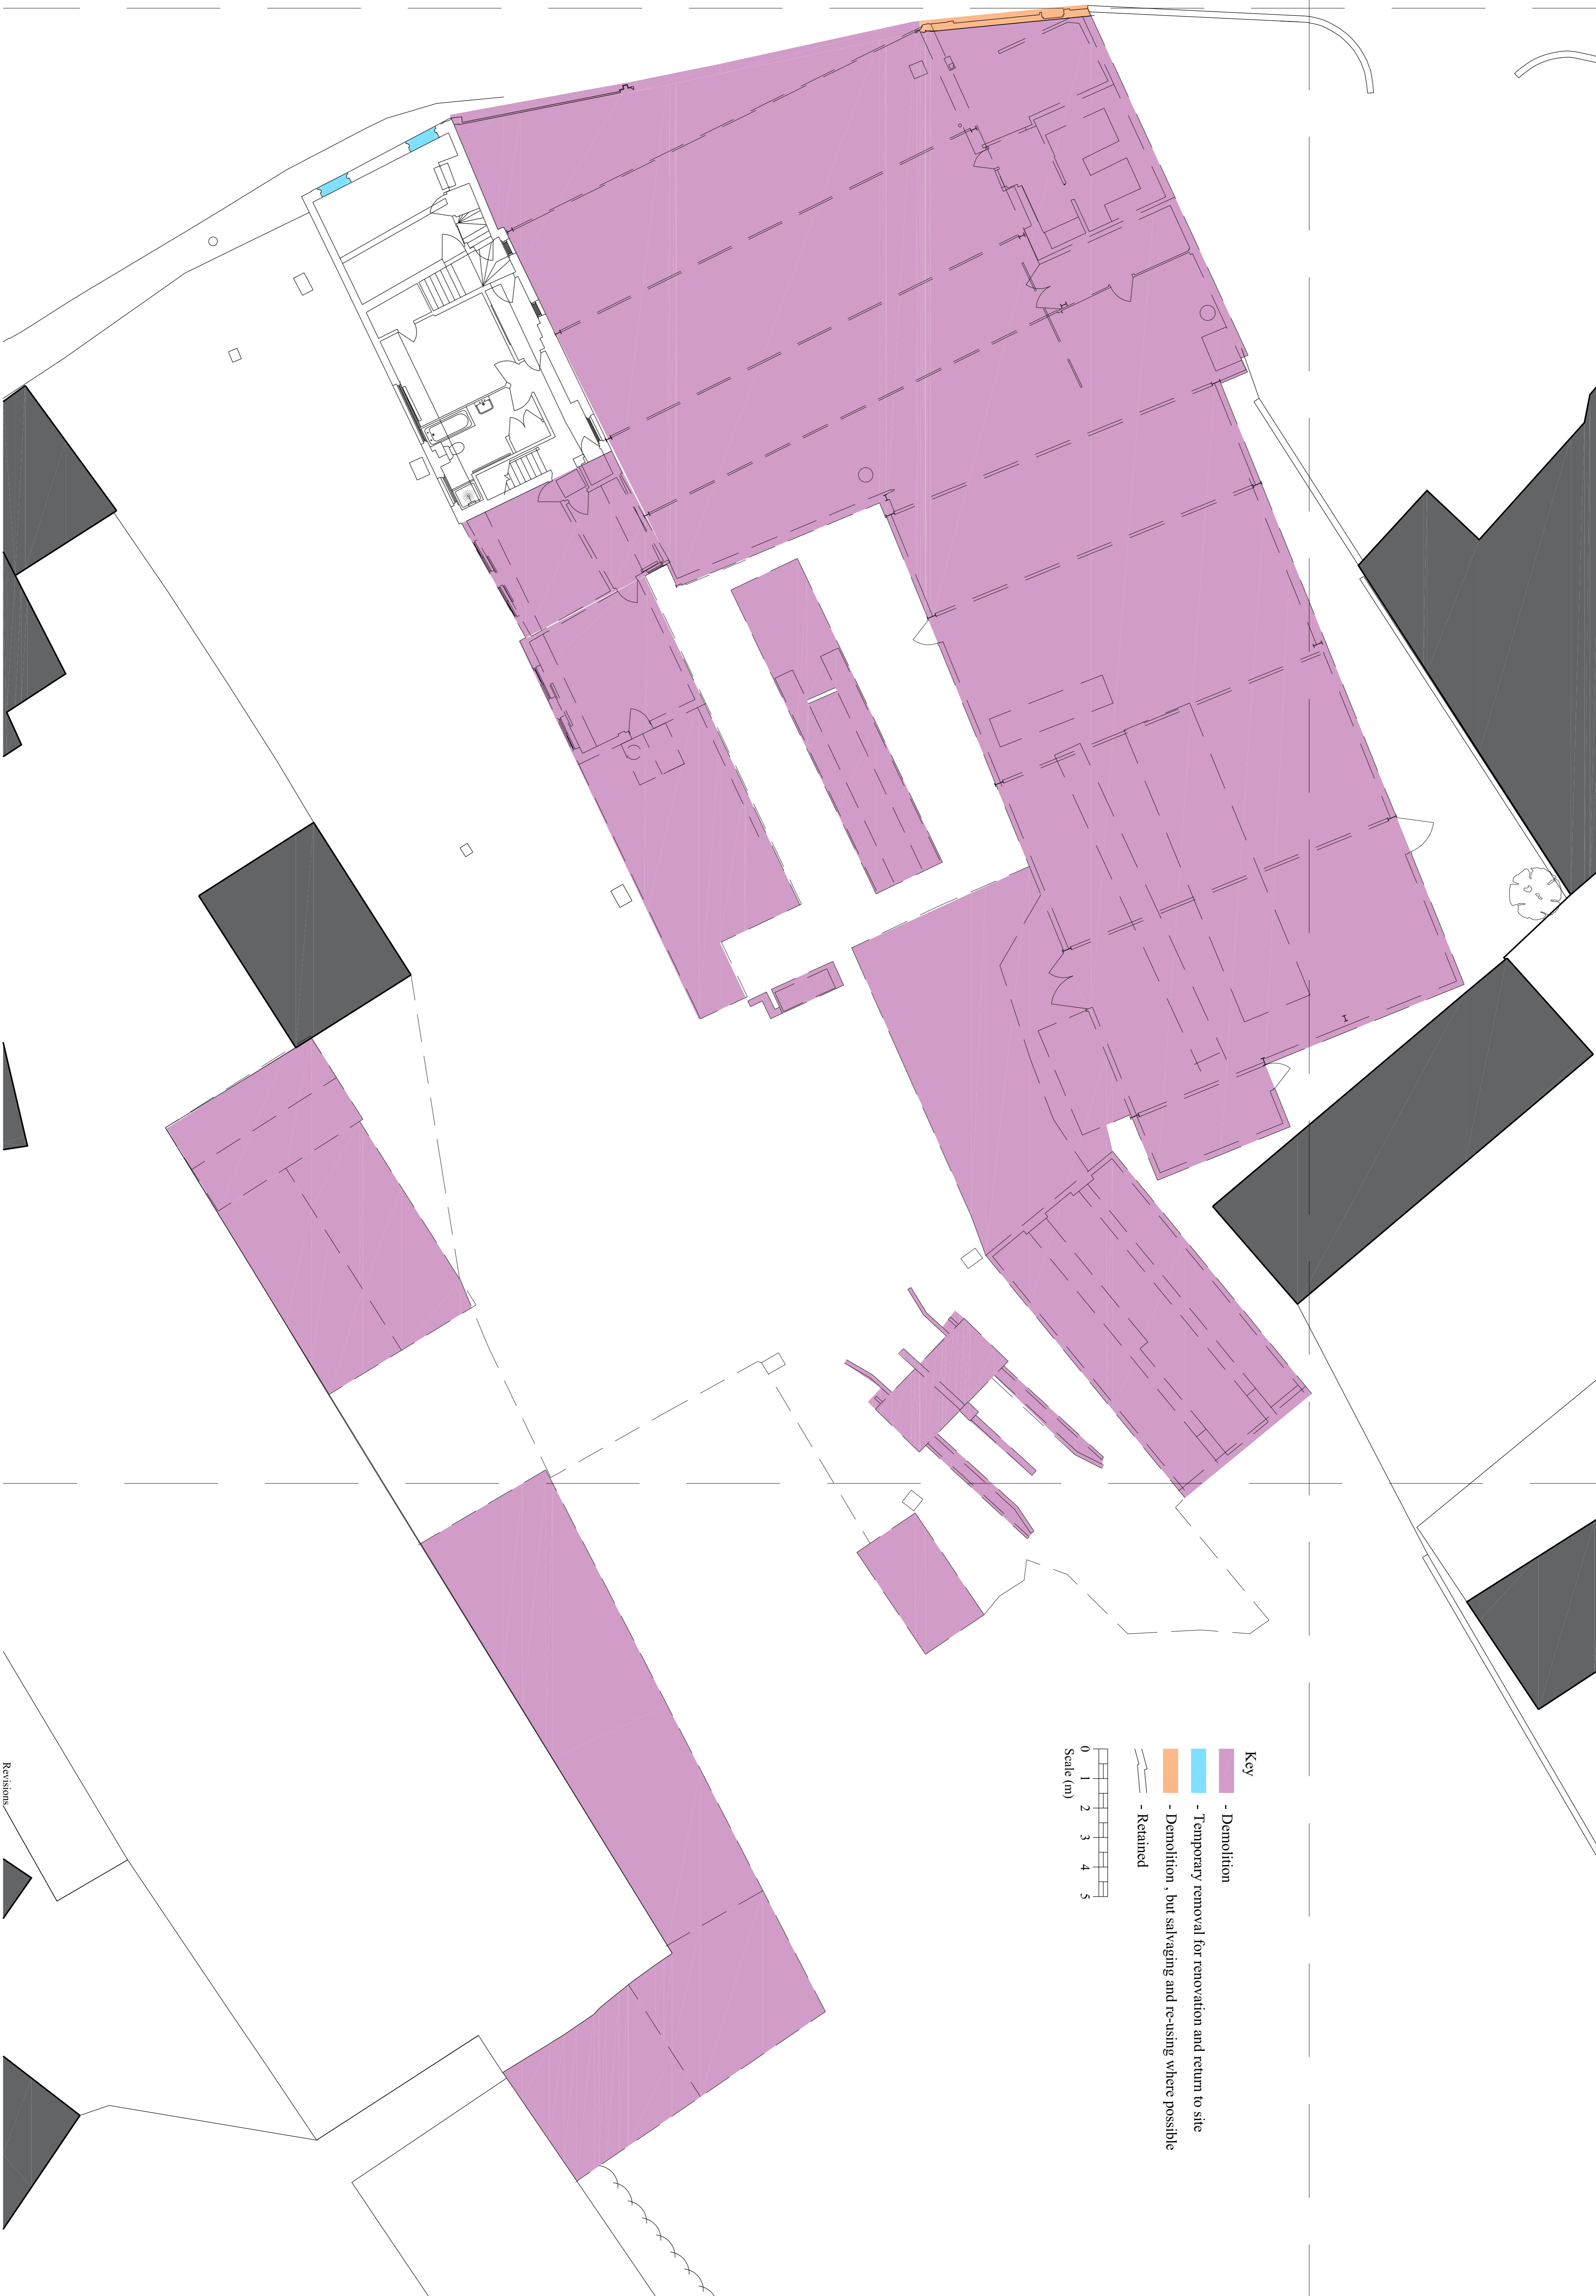 Key
- Demolition
- Temporary removal for renovation and return to site
- Demolition , but salvaging and re-using where possible
- Retained
0 1 2 3 4 5
Scale (m)
Revisions